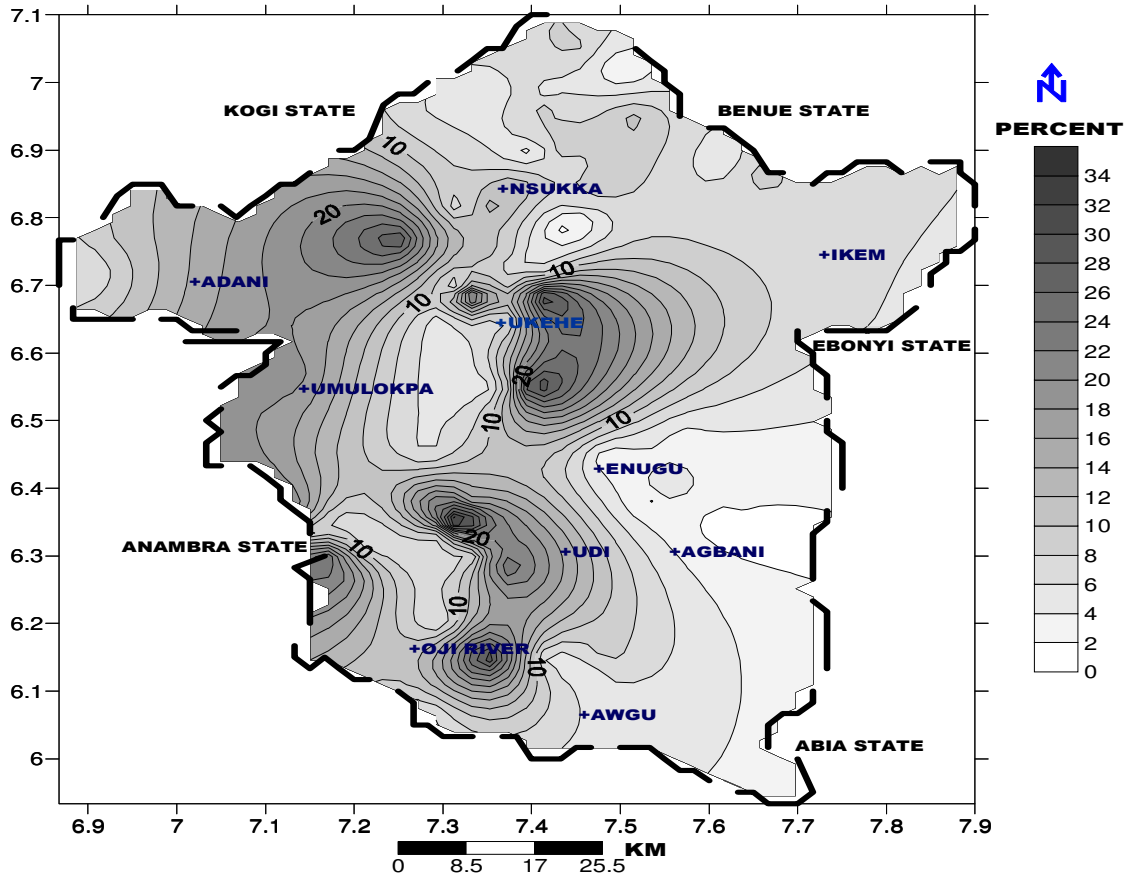 7.1
7
6.9
6.8
6.7
6.6
6.5
6.4
6.3
6.2
6.1
6
6.9 7 7.1 7.2 7.3 7.4 7.5 7.6 7.7 7.8 7.9
KOGI STATE
BENUE STATE
10
+NSUKKA
20
+IKEM
+ADANI
10
10
+UKEHE
EBONYI STATE
20
+UMULOKPA
10
10
+ENUGU
ANAMBRA STATE
20
10
+UDI
+AGBANI
10
+OJI RIVER
10
+AWGU
ABIA STATE
N
PERCENT
34
32
30
28
26
24
22
20
18
16
14
12
10
8
6
4
2
0
KM
0 8.5 17 25.5